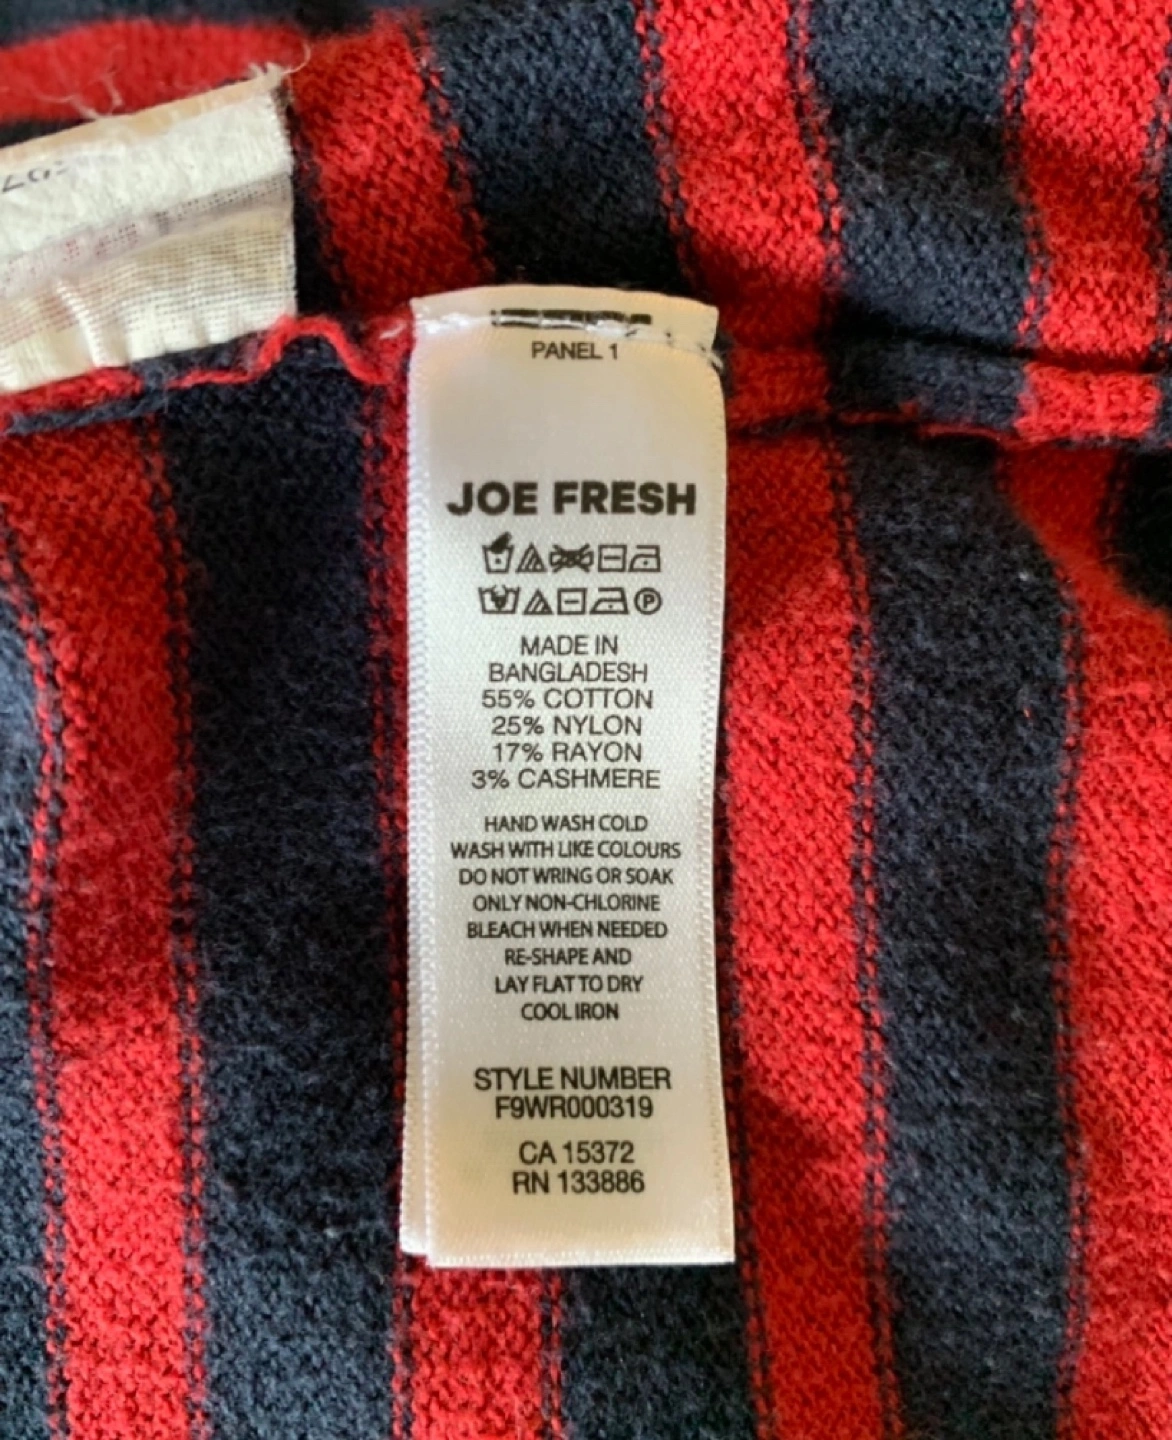 PANEL 1
JOE FRESH
MADE IN
BANGLADESH
55% COTTON
25% NYLON
17% RAYON
3% CASHMERE
HAND WASH COLD
WASH WITH LIKE COLOURS
DO NOT WRING OR SOAK
ONLY NON-CHLORINE
BLEACH WHEN NEEDED
RE-SHAPE AND
LAY FLAT TO DRY
COOL IRON
STYLE NUMBER
F9WR000319
CA 15372
RN 133886